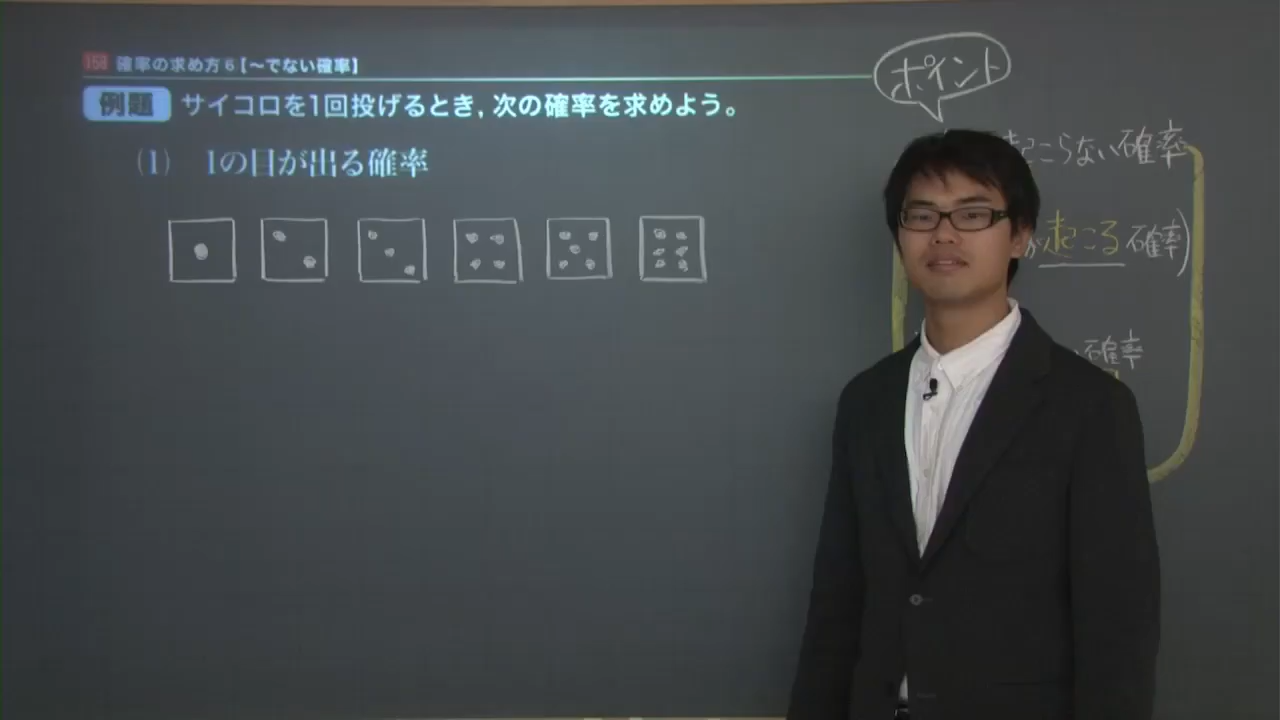 158 確率の求め方6【〜でない確率】
例題 サイコロを1回投げるとき，次の確率を求めよう。
(1) 1の目が出る確率
ポイント
起こらない確率
が起こる確率)
確率